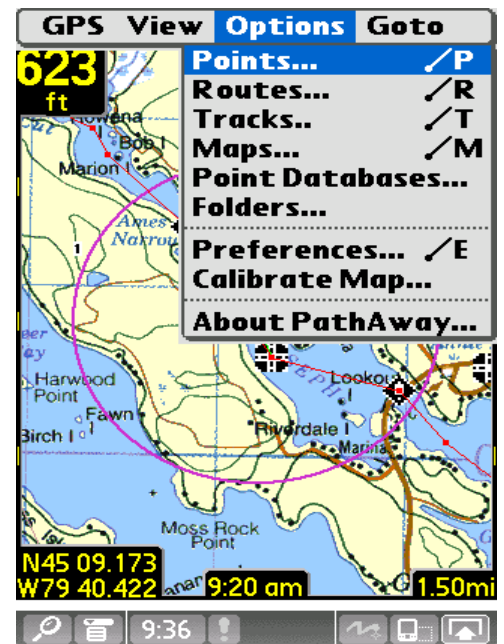 GPS View Options Goto
623
ft
Points... /P
Routes... /R
Tracks.. /T
Maps... /M
Point Databases...
Folders...
Preferences... /E
Calibrate Map...
About PathAway...
Bob I
Marion I
Ames
Narrow
1
Harwood
Point
Fawn
Birch I
Lookout
I
Riverdale I
Marina
Moss Rock
Point
N45 09.173
W79 40.422
9:20 am
1.50mi
9:36